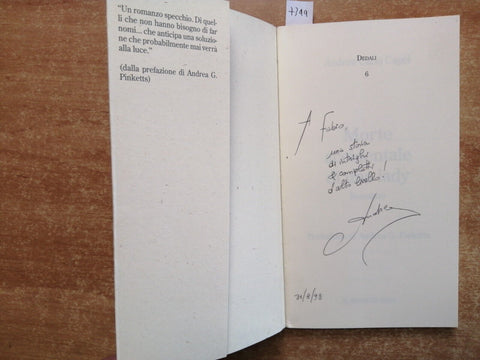 "Un romanzo specchio. Di quel-
li che non hanno bisogno di far
nomi... che anticipa una soluzio-
ne che probabilmente mai verrà
alla luce."
(dalla prefazione di Andrea G.
Pinketts)
DEDALI
6
A Fabio,
una storia
di intrighi
e complotti
d'alto livello!
Andrea